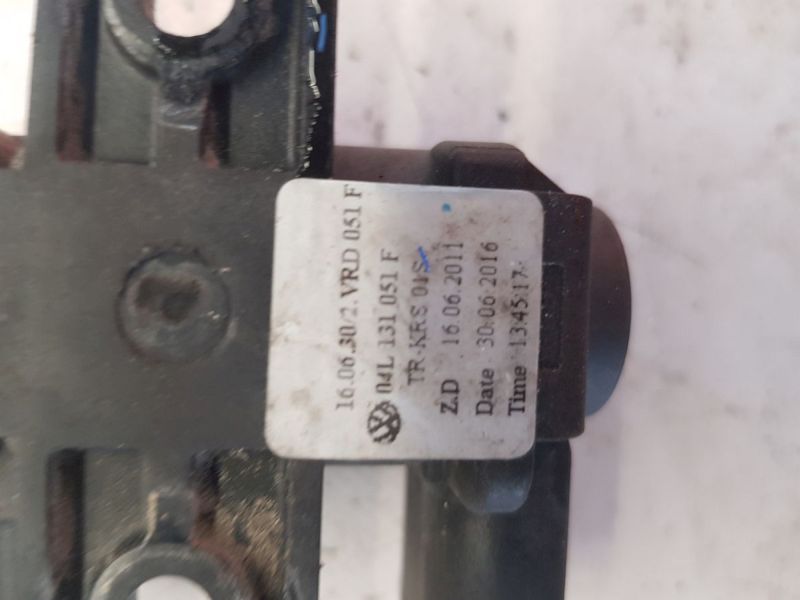 16.06.30/2.VRD 051 F
04L 131 051 F
TR-KRS 01S
Z.D 16.06.2011
Date 30.06.2016
Time 13:45:17